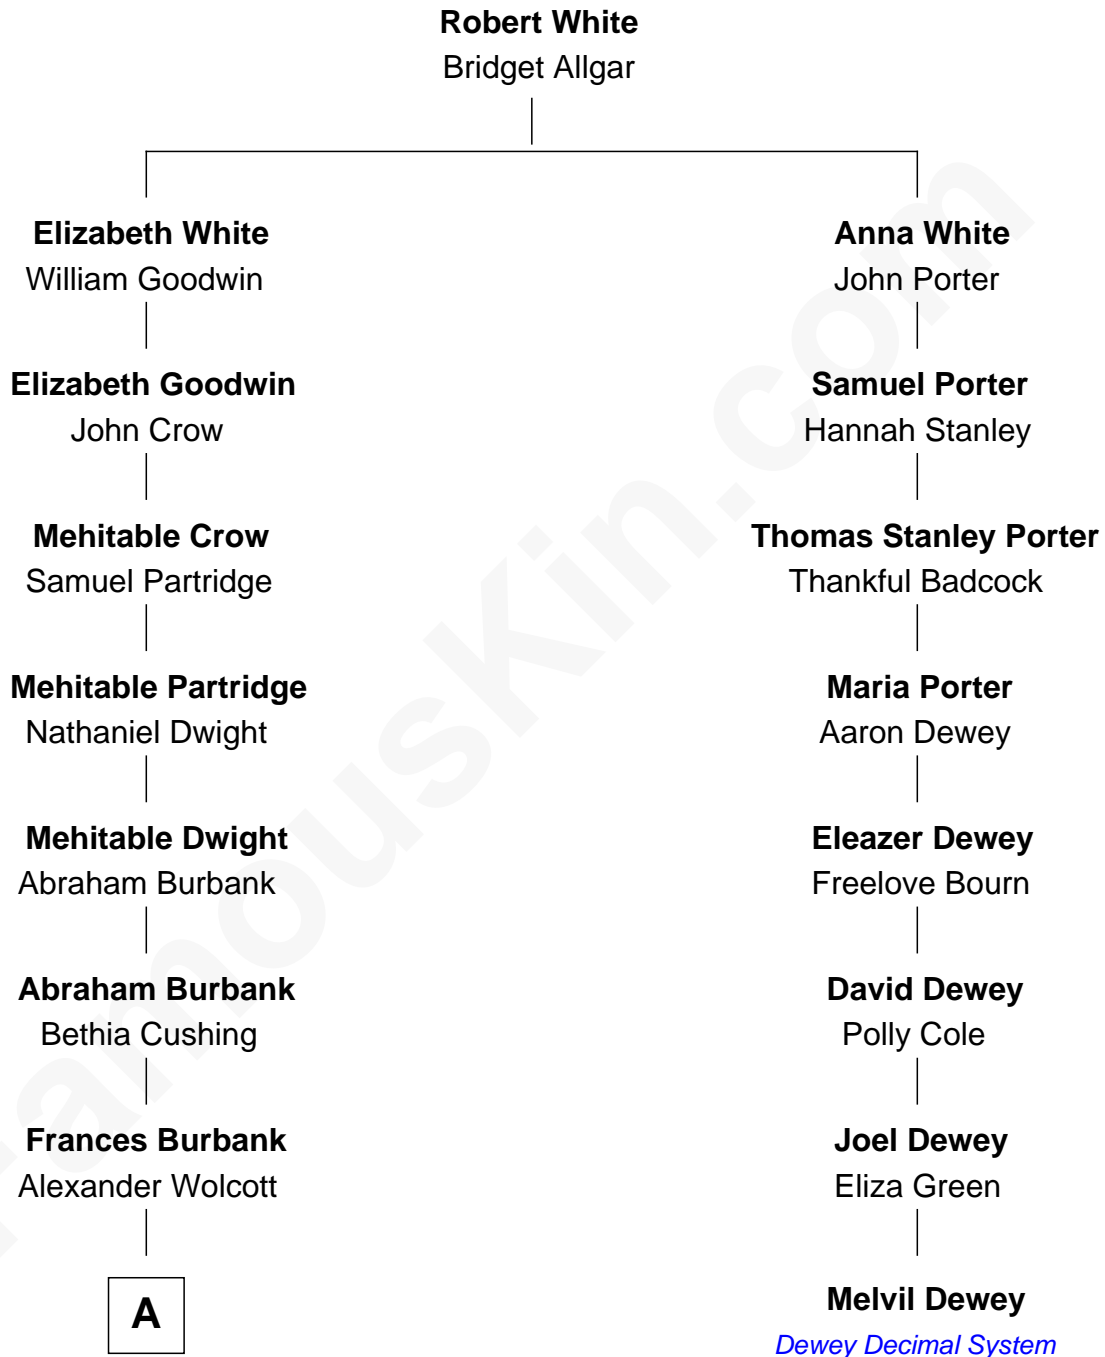 Robert White
Bridget Allgar
Elizabeth White
William Goodwin
Anna White
John Porter
Elizabeth Goodwin
John Crow
Samuel Porter
Hannah Stanley
Mehitable Crow
Samuel Partridge
Thomas Stanley Porter
Thankful Badcock
Mehitable Partridge
Nathaniel Dwight
Maria Porter
Aaron Dewey
Mehitable Dwight
Abraham Burbank
Eleazer Dewey
Freelove Bourn
Abraham Burbank
Bethia Cushing
David Dewey
Polly Cole
Frances Burbank
Alexander Wolcott
Joel Dewey
Eliza Green
A
Melvil Dewey
Dewey Decimal System
FamousKin.com